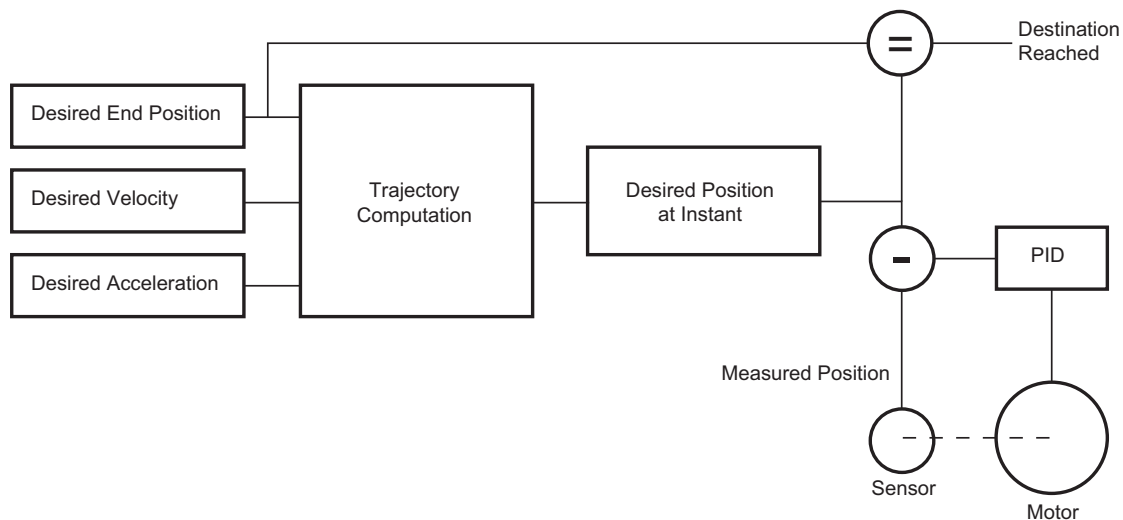 Destination
Reached
=
Desired End Position
Desired Velocity
Desired Acceleration
Trajectory
Computation
Desired Position
at Instant
-
PID
Measured Position
Sensor
Motor